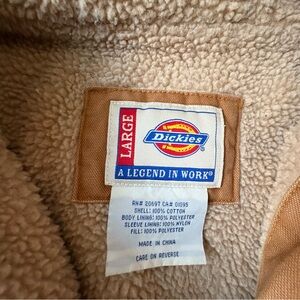 LARGE
Dickies
A LEGEND IN WORK®
RN# 20697 CA# 01095
SHELL: 100% COTTON
BODY LINING: 100% POLYESTER
SLEEVE LINING: 100% NYLON
FILL: 100% POLYESTER
MADE IN CHINA
CARE ON REVERSE